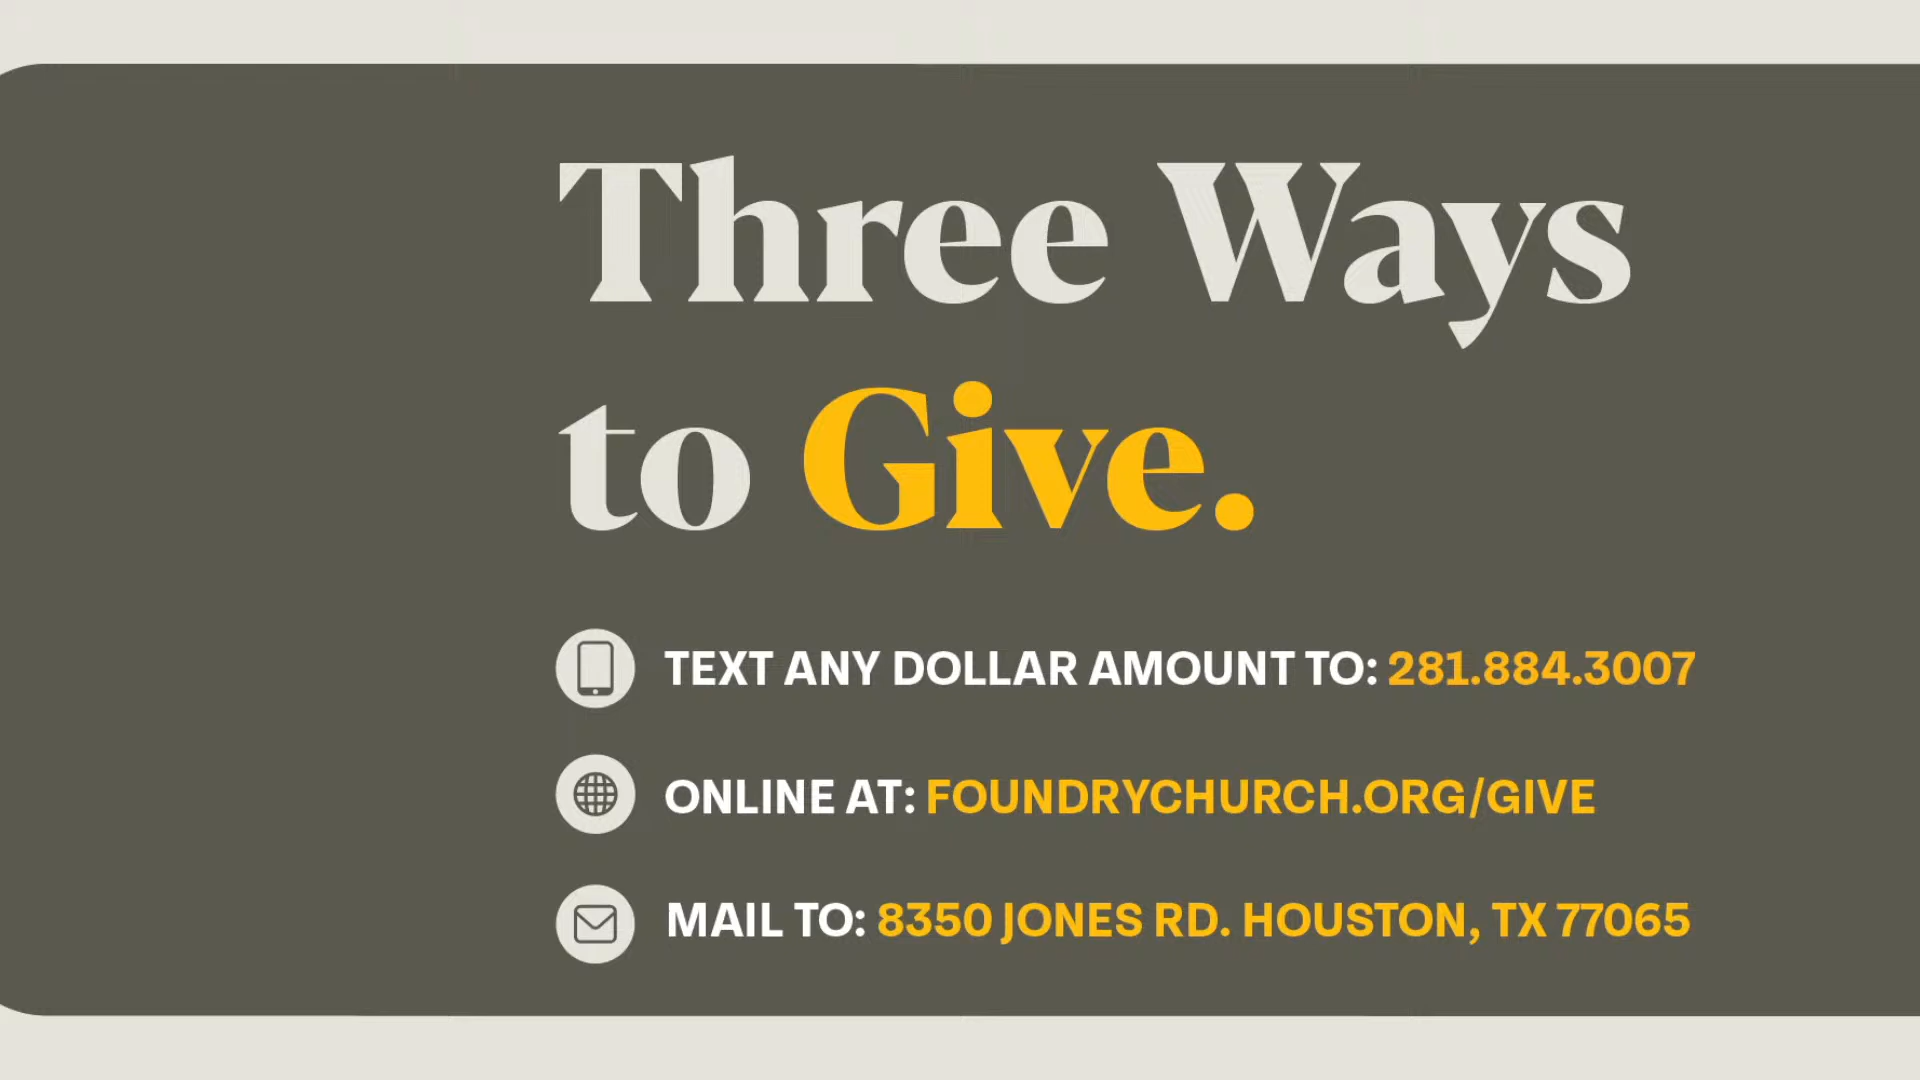 Three Ways
to Give.
TEXT ANY DOLLAR AMOUNT TO: 281.884.3007
ONLINE AT: FOUNDRYCHURCH.ORG/GIVE
MAIL TO: 8350 JONES RD. HOUSTON, TX 77065